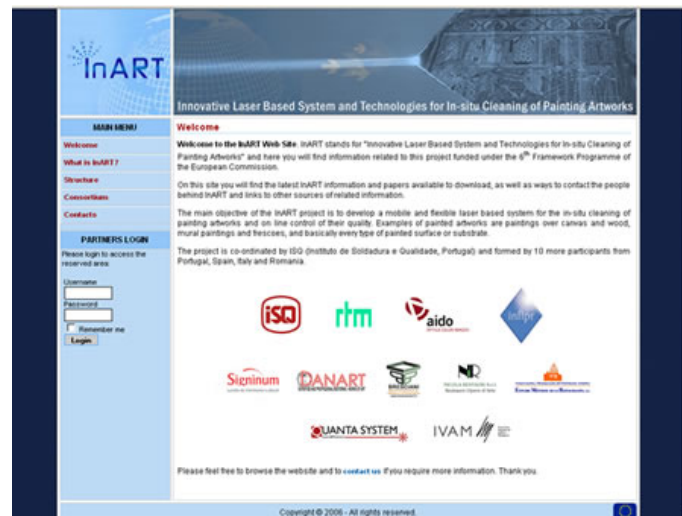 InART
Innovative Laser Based System and Technologies for In-situ Cleaning of Painting Artworks
MAIN MENU
Welcome
What is InART ?
Structure
Consortium
Contacts
PARTNERS LOGIN
Please login to access the
reserved area:
Username
Password
Remember me
Login
Welcome
Welcome to the InART Web Site. InART stands for "Innovative Laser Based System and Technologies for In-situ Cleaning of
Painting Artworks" and here you will find information related to this project funded under the 6th Framework Programme of
the European Commission.
On this site you will find the latest InART information and papers available to download, as well as ways to contact the people
behind InART and links to other sources of related information.
The main objective of the InART project is to develop a mobile and flexible laser based system for the in-situ cleaning of
painting artworks and on line control of their quality. Examples of painted artworks are paintings over canvas and wood,
mural paintings and frescoes, and basically every type of painted surface or substrate.
The project is co-ordinated by ISQ (Instituto de Soldadura e Qualidade, Portugal) and formed by 10 more participants from
Portugal, Spain, Italy and Romania.
iSQ
rtm
aido
inflpr
Signinum
DANART
NR
QUANTA SYSTEM
IVAM
Please feel free to browse the website and to contact us if you require more information. Thank you.
Copyright © 2006 - All rights reserved.